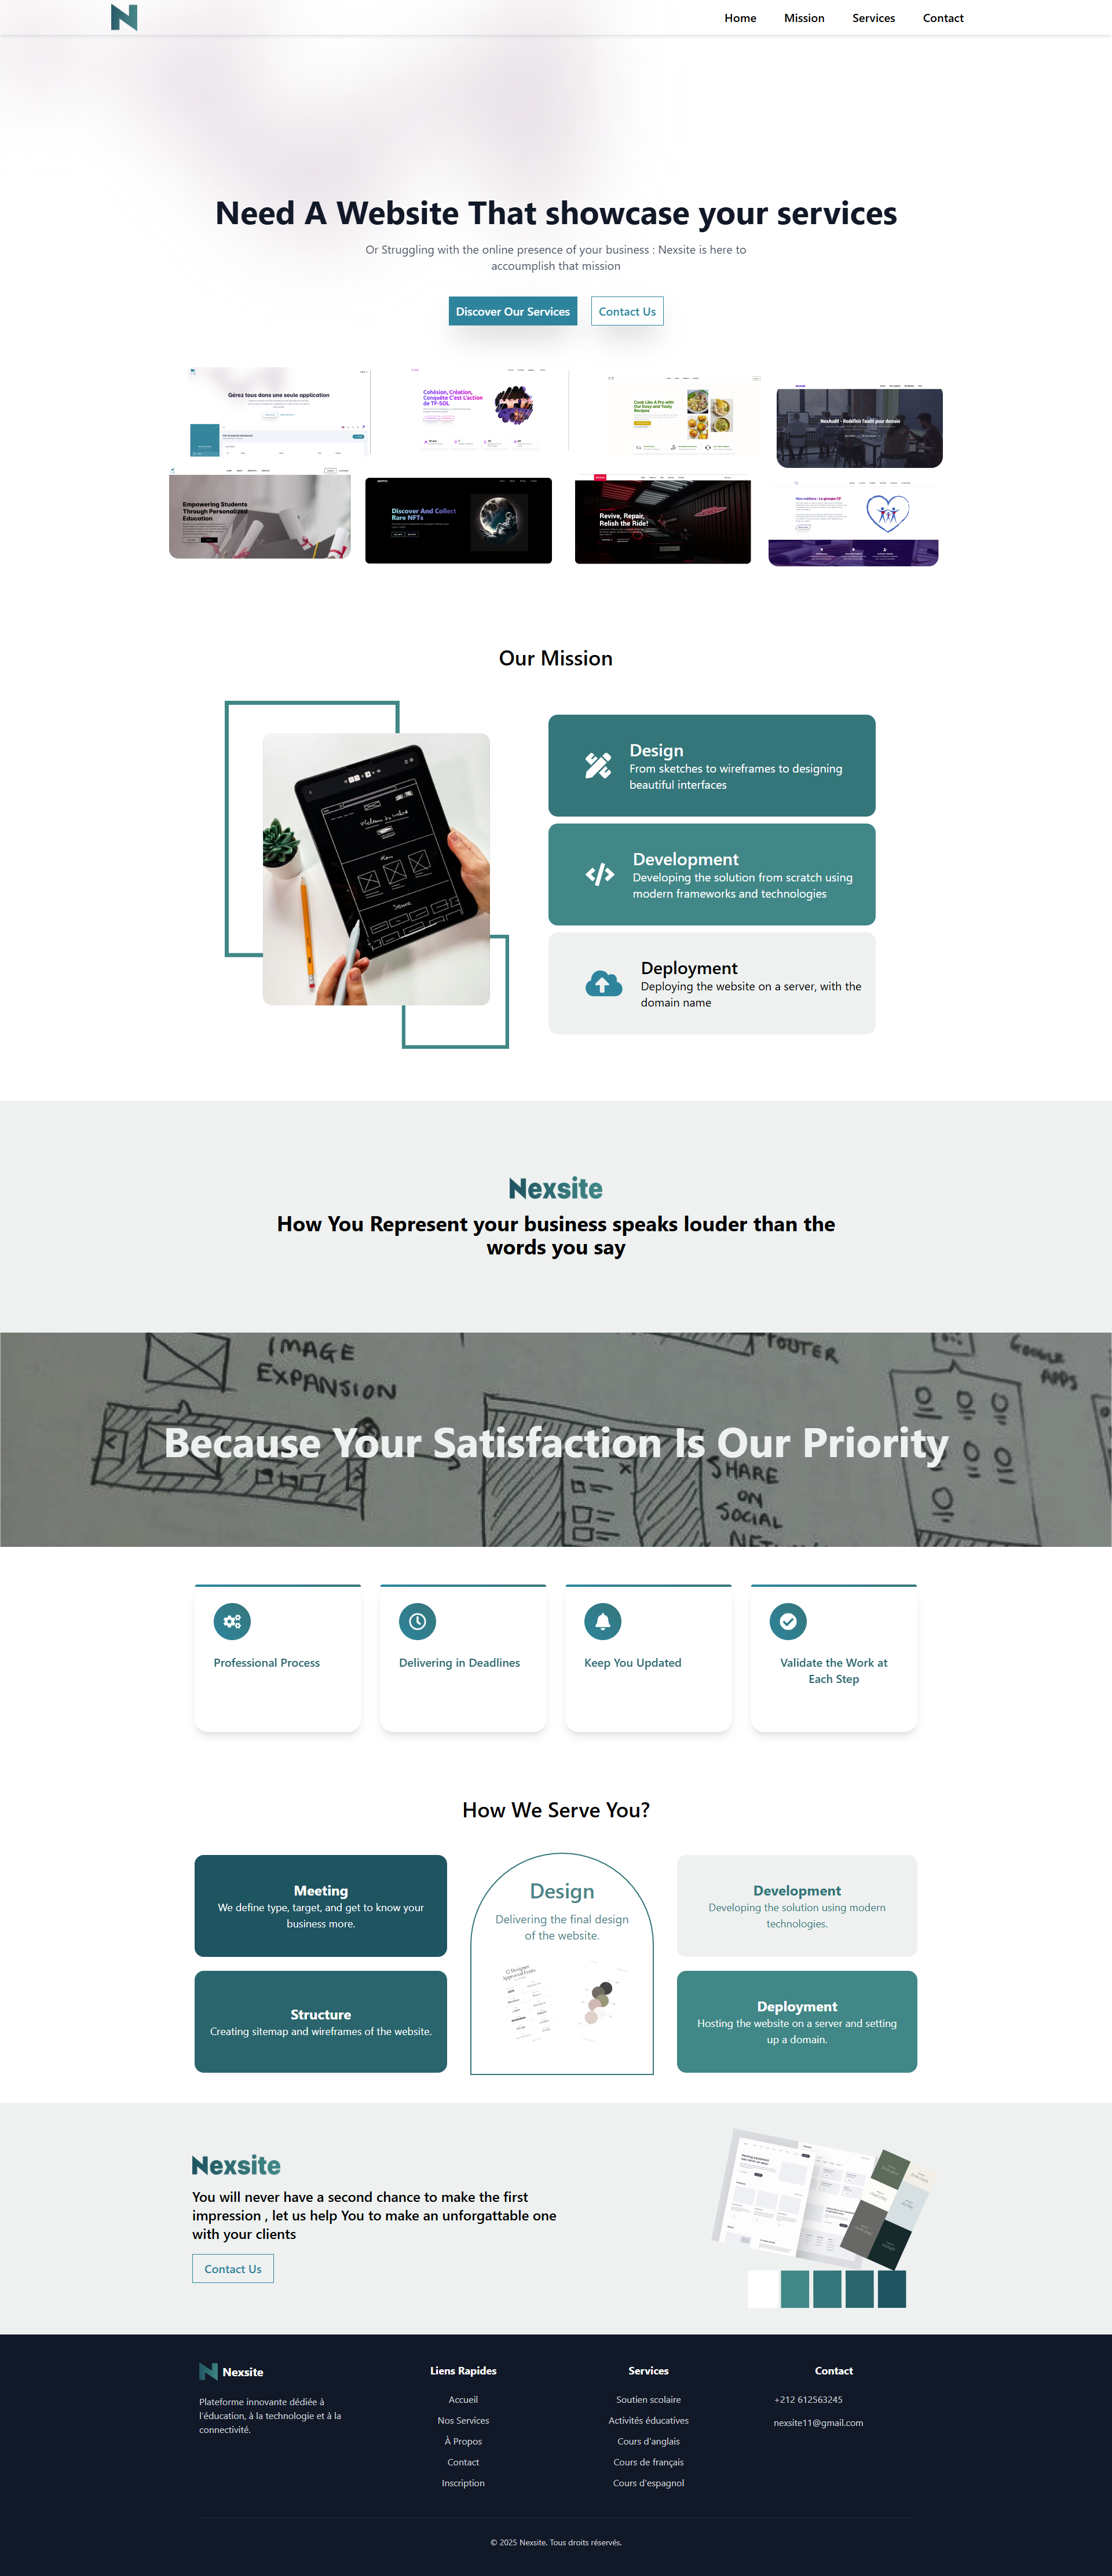 Home Mission Services Contact
Need A Website That showcase your services
Or Struggling with the online presence of your business : Nexsite is here to
accomplish that mission
Discover Our Services Contact Us
Gérez tous dans une seule application
Cohésion, Création,
Conquête C'est L'action
de TF-SOL
Cook Like A Pro with
Our Easy and Tasty
Recipes
NexAudit - Redéfinir l'audit pour demain
Empowering Students
Through Personalized
Education
Discover And Collect
Rare NFTs
Revive, Repair,
Relish the Ride!
Nos métiers : Le groupe CF
Our Mission
Design
From sketches to wireframes to designing
beautiful interfaces
Development
Developing the solution from scratch using
modern frameworks and technologies
Deployment
Deploying the website on a server, with the
domain name
Nexsite
How You Represent your business speaks louder than the
words you say
IMAGE
EXPANSION
FOOTER
GOOGLE
APPS
Because Your Satisfaction Is Our Priority
SHARE
ON
SOCIAL
Professional Process
Delivering in Deadlines
Keep You Updated
Validate the Work at
Each Step
How We Serve You?
Meeting
We define type, target, and get to know your
business more.
Structure
Creating sitemap and wireframes of the website.
Design
Delivering the final design
of the website.
12 Designer
Approved Fonts
Development
Developing the solution using modern
technologies.
Deployment
Hosting the website on a server and setting
up a domain.
Nexsite
You will never have a second chance to make the first
impression , let us help You to make an unforgattable one
with your clients
Contact Us
Nexsite
Plateforme innovante dédiée à
l'éducation, à la technologie et à la
connectivité.
Liens Rapides
Accueil
Nos Services
À Propos
Contact
Inscription
Services
Soutien scolaire
Activités éducatives
Cours d'anglais
Cours de français
Cours d'espagnol
Contact
+212 612563245
nexsite11@gmail.com
© 2025 Nexsite. Tous droits réservés.